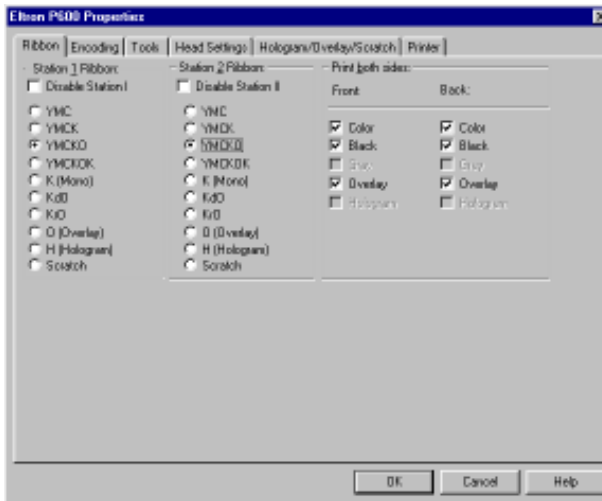 Eltron P600 Properties
Ribbon Encoding Tools Head Settings Hologram/Overlay/Scratch Printer
Station 1 Ribbon:
Disable Station I
YMC
YMCK
YMCKO
YMCKOK
K (Mono)
KdO
KrO
O (Overlay)
H (Hologram)
Scratch
Station 2 Ribbon:
Disable Station II
YMC
YMCK
YMCKO
YMCKOK
K (Mono)
KdO
KrO
O (Overlay)
H (Hologram)
Scratch
Print both sides:
Front: Back:
Color Color
Black Black
Gray Gray
Overlay Overlay
Hologram Hologram
OK Cancel Help